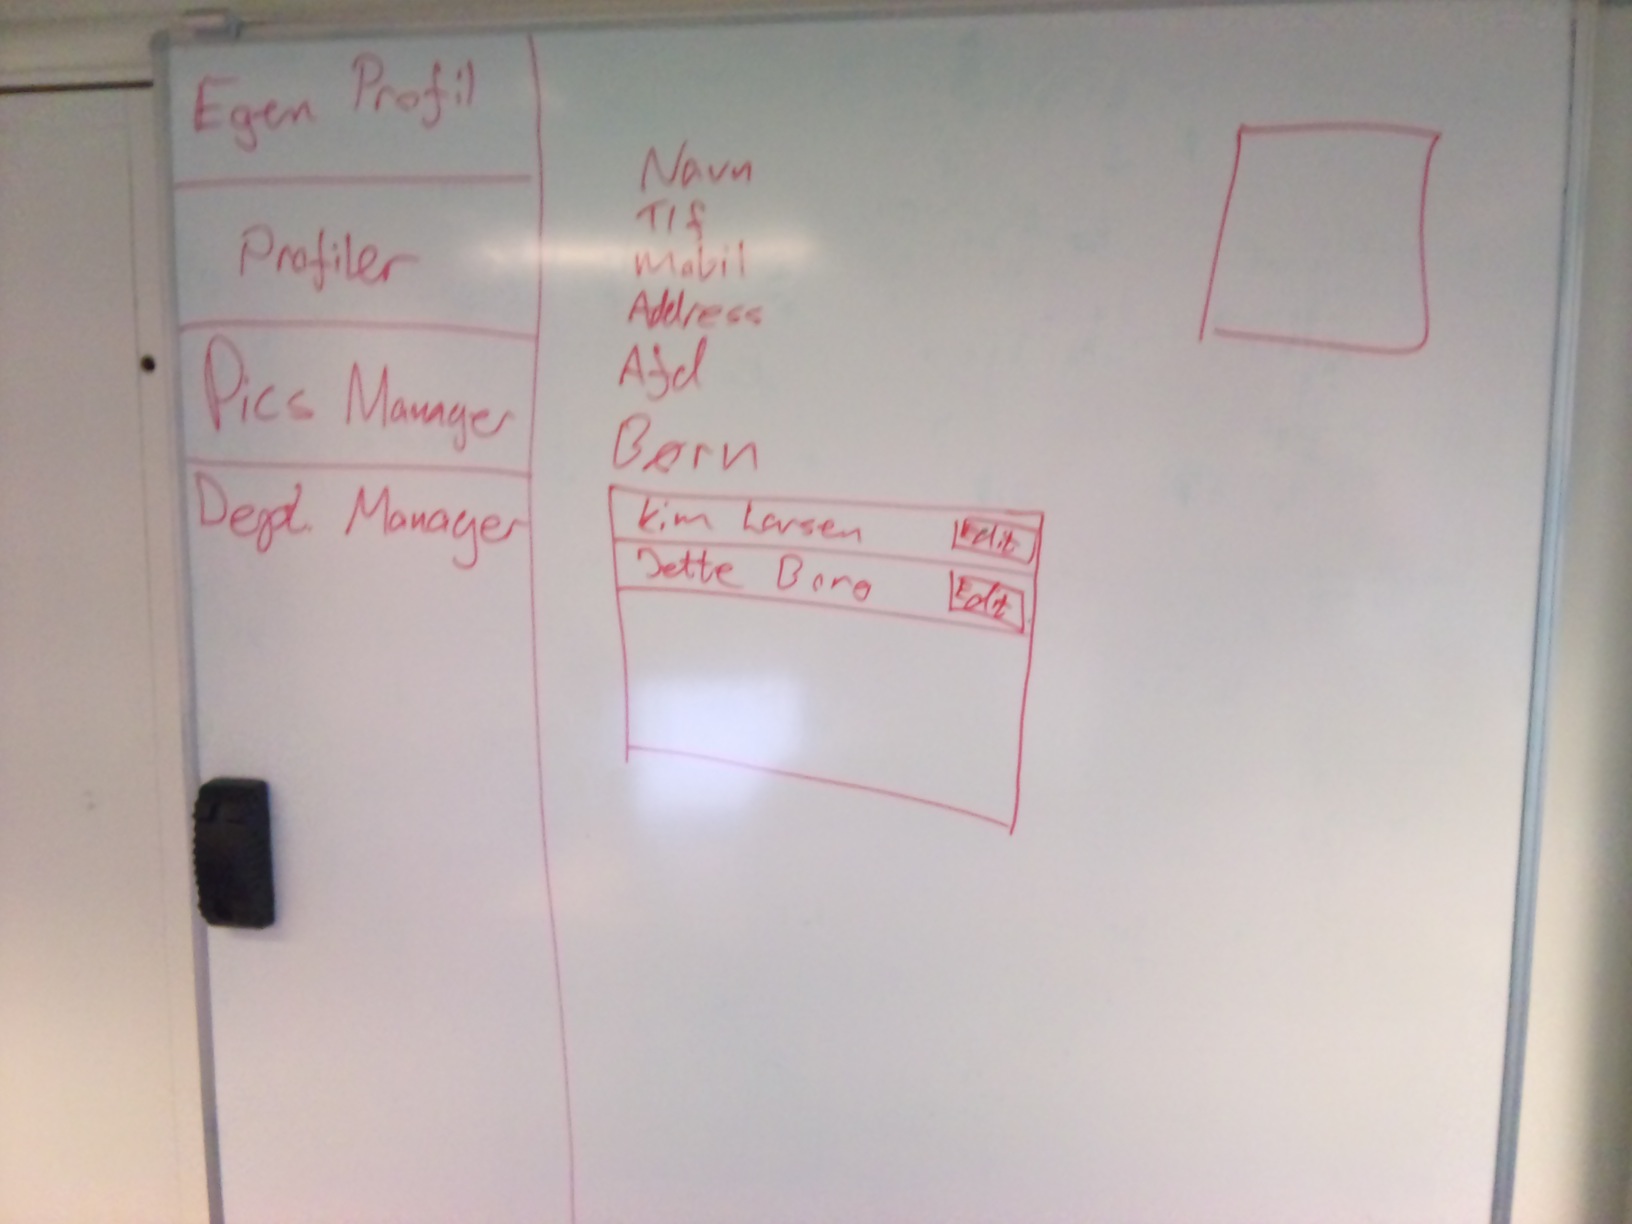 Egen Profil
Profiler
Pics Manager
Dept. Manager
Navn
Tlf
Mobil
Address
Afd
Børn
Kim Larsen Edit
Jette Borg Edit